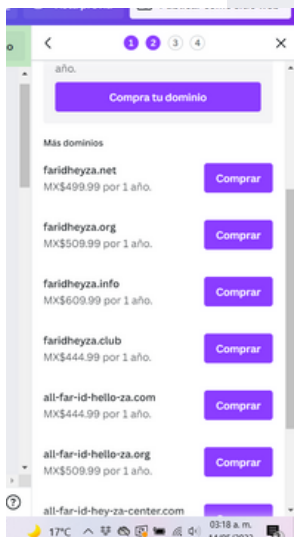 1 2 3 4
año.
Compra tu dominio
Más dominios
faridheyza.net
MX$499.99 por 1 año.
Comprar
faridheyza.org
MX$509.99 por 1 año.
Comprar
faridheyza.info
MX$609.99 por 1 año.
Comprar
faridheyza.club
MX$444.99 por 1 año.
Comprar
all-far-id-hello-za.com
MX$444.99 por 1 año.
Comprar
all-far-id-hello-za.org
MX$509.99 por 1 año.
Comprar
all-far-id-hey-za-center.com
17°C
03:18 a. m.